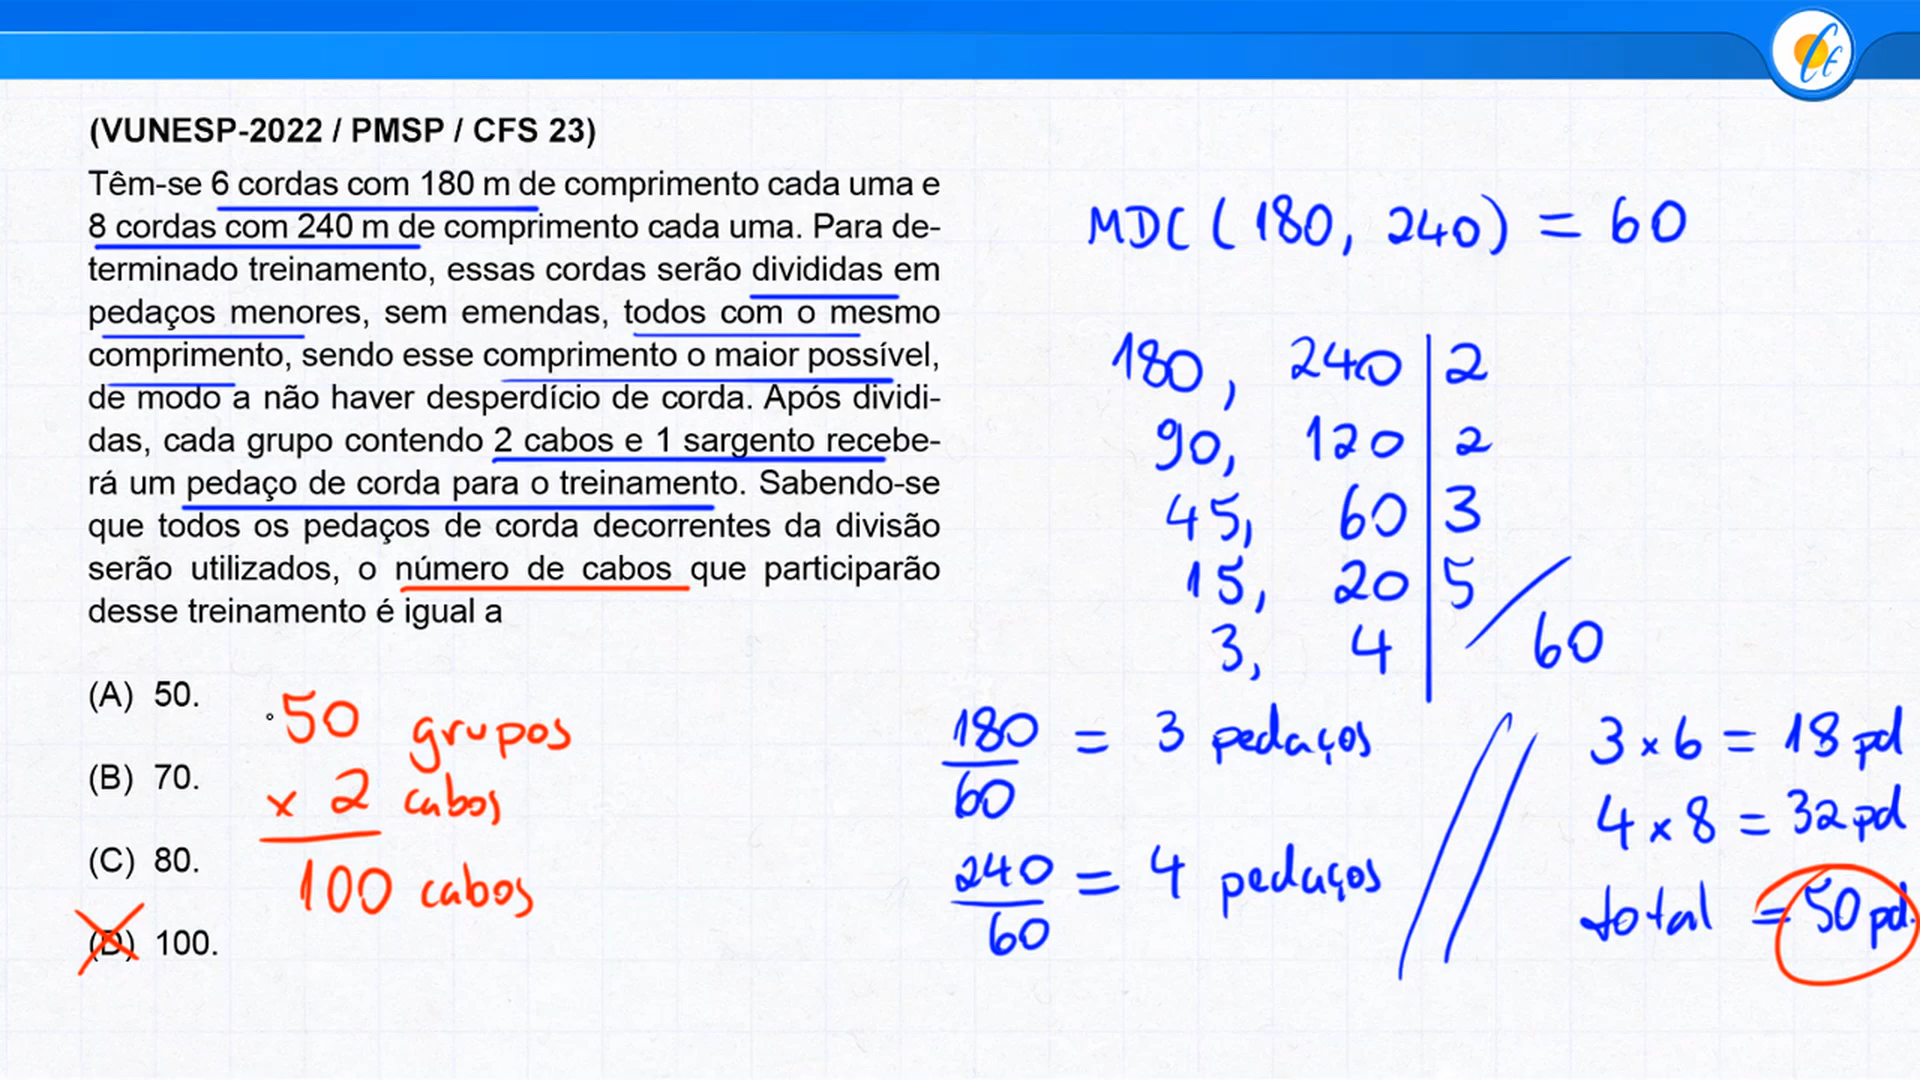 (VUNESP-2022 / PMSP / CFS 23)
Têm-se 6 cordas com 180 m de comprimento cada uma e
8 cordas com 240 m de comprimento cada uma. Para de-
terminado treinamento, essas cordas serão divididas em
pedaços menores, sem emendas, todos com o mesmo
comprimento, sendo esse comprimento o maior possível,
de modo a não haver desperdício de corda. Após dividi-
das, cada grupo contendo 2 cabos e 1 sargento recebe-
rá um pedaço de corda para o treinamento. Sabendo-se
que todos os pedaços de corda decorrentes da divisão
serão utilizados, o número de cabos que participarão
desse treinamento é igual a
(A) 50.
(B) 70.
(C) 80.
(D) 100.
50 grupos
x 2 cabos
100 cabos
MDC (180, 240) = 60
180, 240 | 2
90, 120 | 2
45, 60 | 3
15, 20 | 5
3, 4 | / 60
180/60 = 3 pedaços
240/60 = 4 pedaços
3 x 6 = 18 pd
4 x 8 = 32 pd
total = 50 pd.
CF